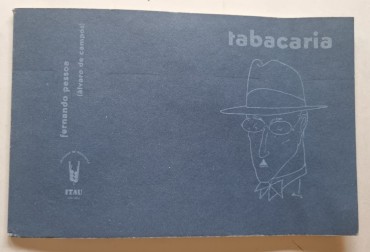 tabacaria
fernando pessoa
(álvaro de campos)
ITAU